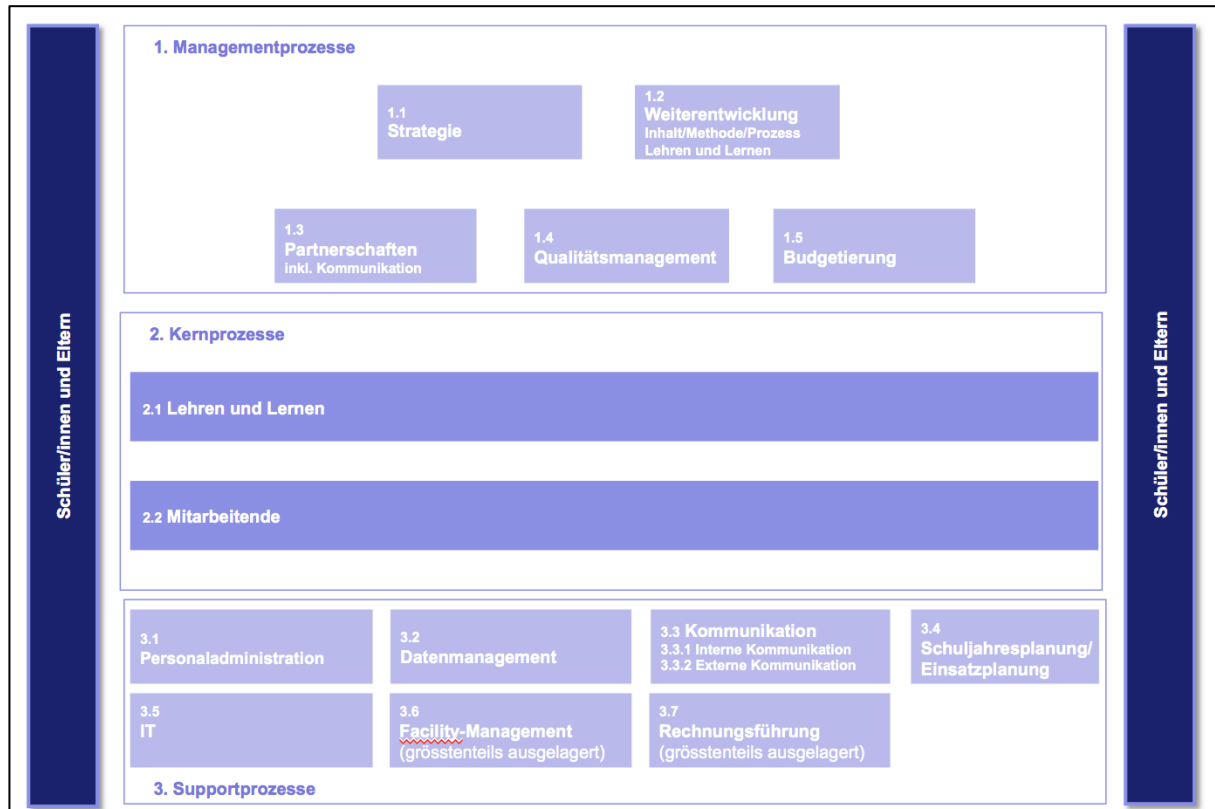 Schüler/innen und Eltern
1. Managementprozesse
1.1
Strategie
1.2
Weiterentwicklung
Inhalt/Methode/Prozess
Lehren und Lernen
1.3
Partnerschaften
inkl. Kommunikation
1.4
Qualitätsmanagement
1.5
Budgetierung
2. Kernprozesse
2.1 Lehren und Lernen
2.2 Mitarbeitende
3.1
Personaladministration
3.2
Datenmanagement
3.3 Kommunikation
3.3.1 Interne Kommunikation
3.3.2 Externe Kommunikation
3.4
Schuljahresplanung/
Einsatzplanung
3.5
IT
3.6
Facility-Management
(grösstenteils ausgelagert)
3.7
Rechnungsführung
(grösstenteils ausgelagert)
3. Supportprozesse
Schüler/innen und Eltern